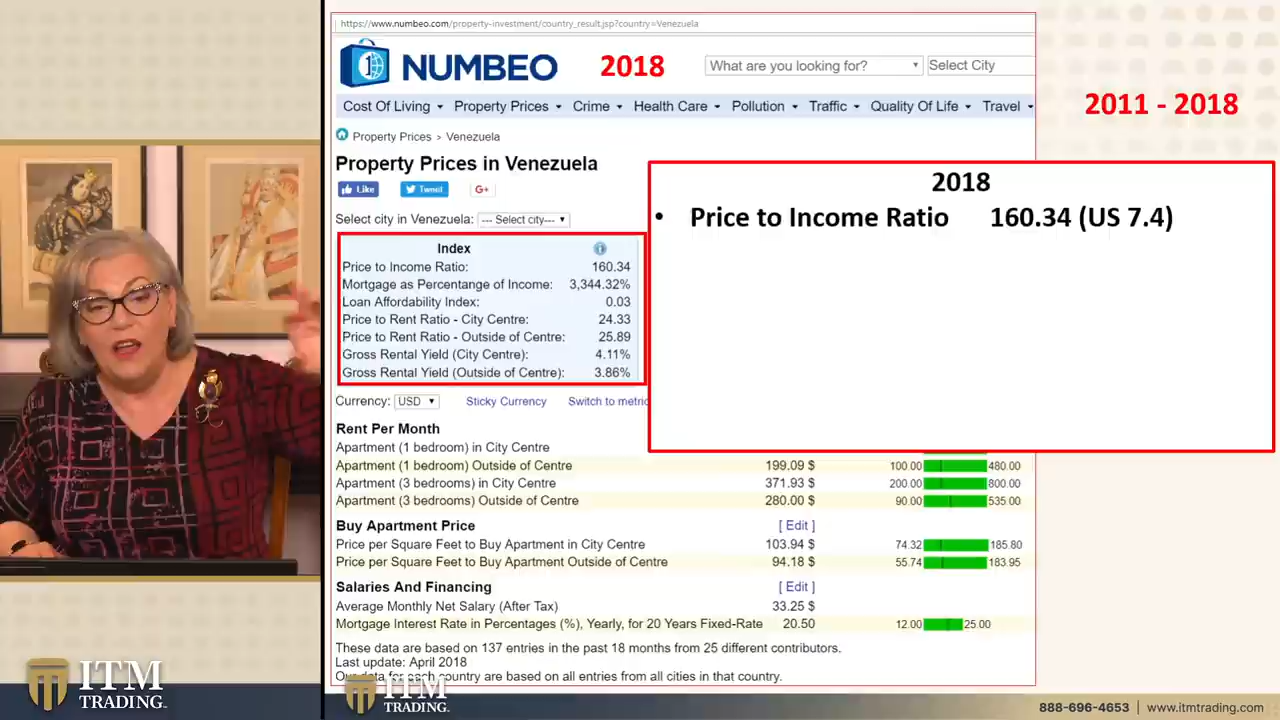 https://www.numbeo.com/property-investment/country_result.jsp?country=Venezuela
NUMBEO
2018
What are you looking for?
Select City
2011 - 2018
Cost Of Living Property Prices Crime Health Care Pollution Traffic Quality Of Life Travel
Property Prices > Venezuela
Property Prices in Venezuela
Like Tweet G+
Select city in Venezuela: --- Select city---
2018
• Price to Income Ratio 160.34 (US 7.4)
Index
Price to Income Ratio: 160.34
Mortgage as Percentange of Income: 3,344.32%
Loan Affordability Index: 0.03
Price to Rent Ratio - City Centre: 24.33
Price to Rent Ratio - Outside of Centre: 25.89
Gross Rental Yield (City Centre): 4.11%
Gross Rental Yield (Outside of Centre): 3.86%
Currency: USD Sticky Currency Switch to metric
Rent Per Month
Apartment (1 bedroom) in City Centre
Apartment (1 bedroom) Outside of Centre 199.09 $ 100.00 480.00
Apartment (3 bedrooms) in City Centre 371.93 $ 200.00 800.00
Apartment (3 bedrooms) Outside of Centre 280.00 $ 90.00 535.00
Buy Apartment Price [ Edit ]
Price per Square Feet to Buy Apartment in City Centre 103.94 $ 74.32 185.80
Price per Square Feet to Buy Apartment Outside of Centre 94.18 $ 55.74 183.95
Salaries And Financing [ Edit ]
Average Monthly Net Salary (After Tax) 33.25 $
Mortgage Interest Rate in Percentages (%), Yearly, for 20 Years Fixed-Rate 20.50 12.00 25.00
These data are based on 137 entries in the past 18 months from 25 different contributors.
Last update: April 2018
Our data for each country are based on all entries from all cities in that country.
ITM
TRADING
ITM
TRADING
888-696-4653 | www.itmtrading.com